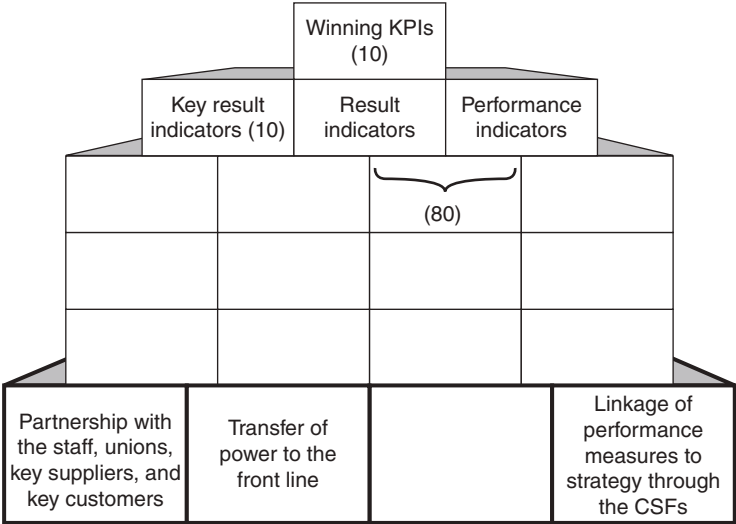 Winning KPIs
(10)
Key result
indicators (10)
Result
indicators
Performance
indicators
(80)
Partnership with
the staff, unions,
key suppliers, and
key customers
Transfer of
power to the
front line
Linkage of
performance
measures to
strategy through
the CSFs